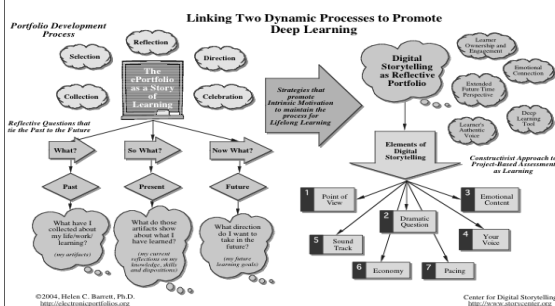 Linking Two Dynamic Processes to Promote
Deep Learning
Portfolio Development
Process
Reflection
Selection
Direction
Collection
Celebration
The
ePortfolio
as a Story
of
Learning
Reflective Questions that
tie the Past to the Future
What?
So What?
Now What?
Past
Present
Future
What have I
collected about
my life/work/
learning?
(my artifacts)
What do those
artifacts show
about what I
have learned?
(my current
reflections on my
knowledge, skills
and dispositions)
What direction
do I want to
take in the
future?
(my future
learning goals)
Strategies that
promote
Intrinsic Motivation
to maintain the
process for
Lifelong Learning
Digital
Storytelling
as Reflective
Portfolio
Learner
Ownership and
Engagement
Emotional
Connection
Extended
Future Time
Perspective
Deep
Learning
Tool
Learner's
Authentic
Voice
Elements of
Digital
Storytelling
Constructivist Approach to
Project-Based Assessment
as Learning
1 Point of
View
2 Dramatic
Question
3 Emotional
Content
4 Your
Voice
5 Sound
Track
6 Economy
7 Pacing
©2004, Helen C. Barrett, Ph.D.
http://electronicportfolios.org
Center for Digital Storytelling
http://www.storycenter.org